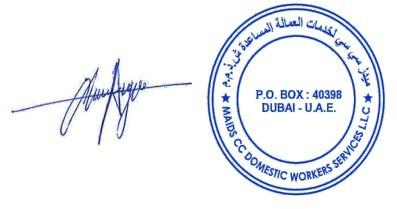 ميدز سي سي لخدمات العمالة المساعدة ش.ذ.م.م
P.O. BOX : 40398
DUBAI - U.A.E.
★ MAIDS CC DOMESTIC WORKERS SERVICES L.L.C ★